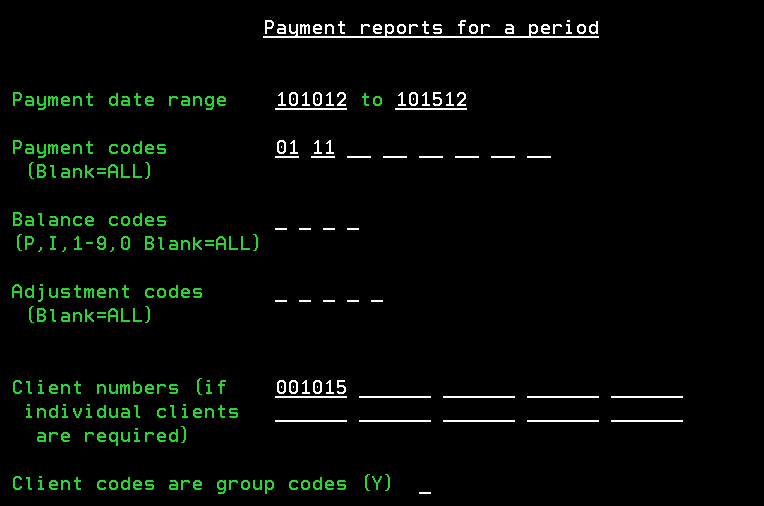 Payment reports for a period
Payment date range 101012 to 101512
Payment codes 01 11 __ __ __ __ __ __
(Blank=ALL)
Balance codes _ _ _ _
(P,I,1-9,0 Blank=ALL)
Adjustment codes _ _ _ _ _
(Blank=ALL)
Client numbers (if 001015 ______ ______ ______ ______
individual clients ______ ______ ______ ______ ______
are required)
Client codes are group codes (Y) _